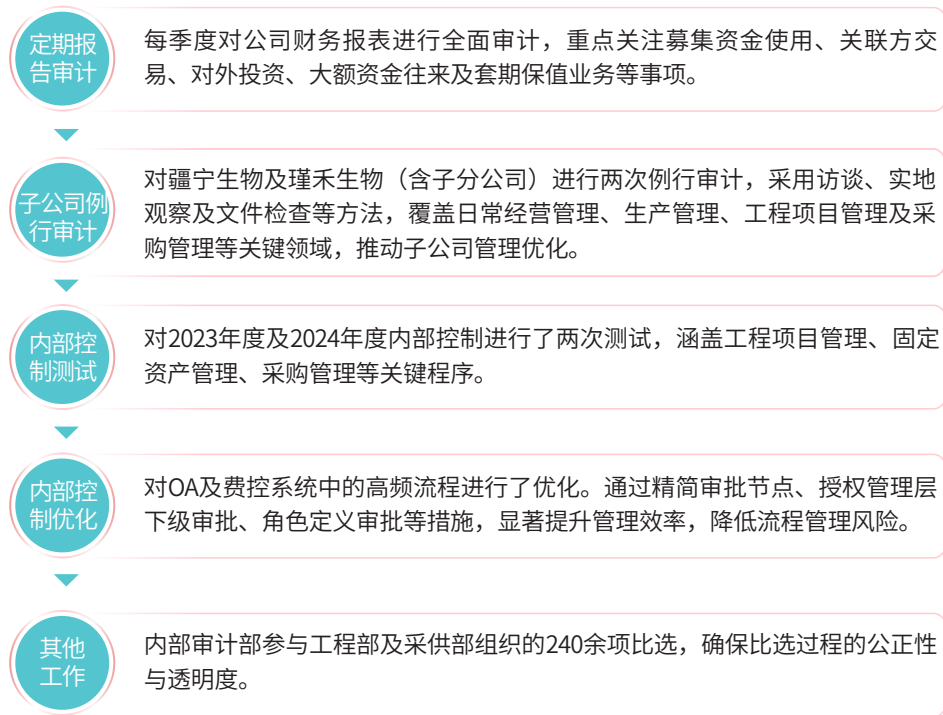 定期报
告审计
每季度对公司财务报表进行全面审计，重点关注募集资金使用、关联方交
易、对外投资、大额资金往来及套期保值业务等事项。
子公司例
行审计
对疆宁生物及瑾禾生物（含子分公司）进行两次例行审计，采用访谈、实地
观察及文件检查等方法，覆盖日常经营管理、生产管理、工程项目管理及采
购管理等关键领域，推动子公司管理优化。
内部控
制测试
对2023年度及2024年度内部控制进行了两次测试，涵盖工程项目管理、固定
资产管理、采购管理等关键程序。
内部控
制优化
对OA及费控系统中的高频流程进行了优化。通过精简审批节点、授权管理层
下级审批、角色定义审批等措施，显著提升管理效率，降低流程管理风险。
其他
工作
内部审计部参与工程部及采供部组织的240余项比选，确保比选过程的公正性
与透明度。